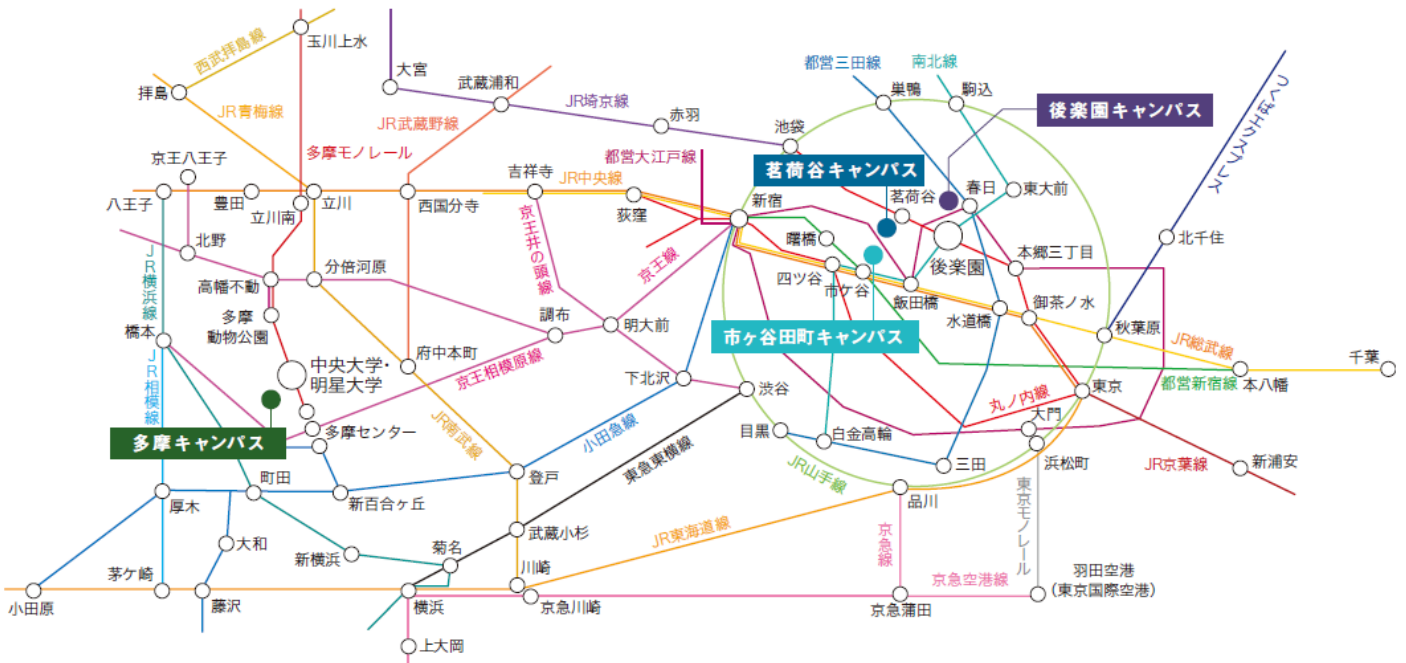 西武拝島線
玉川上水
拝島
JR青梅線
大宮
武蔵浦和
JR埼京線
JR武蔵野線
赤羽
池袋
都営三田線
南北線
巣鴨
駒込
後楽園キャンパス
つくばエクスプレス
京王八王子
多摩モノレール
吉祥寺
JR中央線
都営大江戸線
茗荷谷キャンパス
八王子
豊田
立川南
立川
西国分寺
荻窪
新宿
茗荷谷
春日
東大前
北野
京王井の頭線
京王線
曙橋
後楽園
本郷三丁目
北千住
JR横浜線
高幡不動
分倍河原
四ツ谷
市ケ谷
飯田橋
多摩
動物公園
調布
明大前
水道橋
御茶ノ水
秋葉原
橋本
市ヶ谷田町キャンパス
JR総武線
千葉
中央大学・
明星大学
府中本町
京王相模原線
下北沢
渋谷
都営新宿線
本八幡
JR相模線
東京
丸ノ内線
大門
多摩キャンパス
多摩センター
JR南武線
小田急線
東急東横線
目黒
白金高輪
三田
浜松町
JR京葉線
新浦安
JR山手線
町田
登戸
厚木
新百合ヶ丘
品川
東京モノレール
大和
新横浜
菊名
武蔵小杉
JR東海道線
京急線
茅ケ崎
川崎
京急空港線
羽田空港
（東京国際空港）
小田原
藤沢
横浜
京急川崎
京急蒲田
上大岡